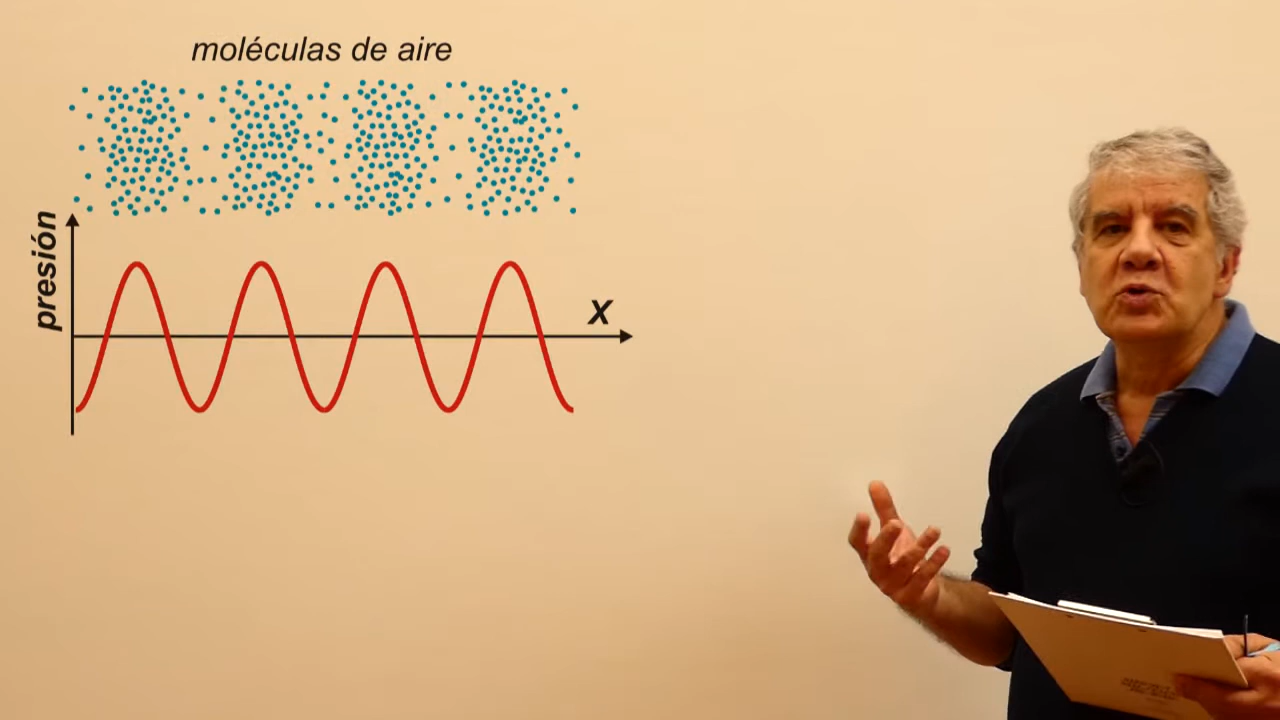 moléculas de aire
presión
x